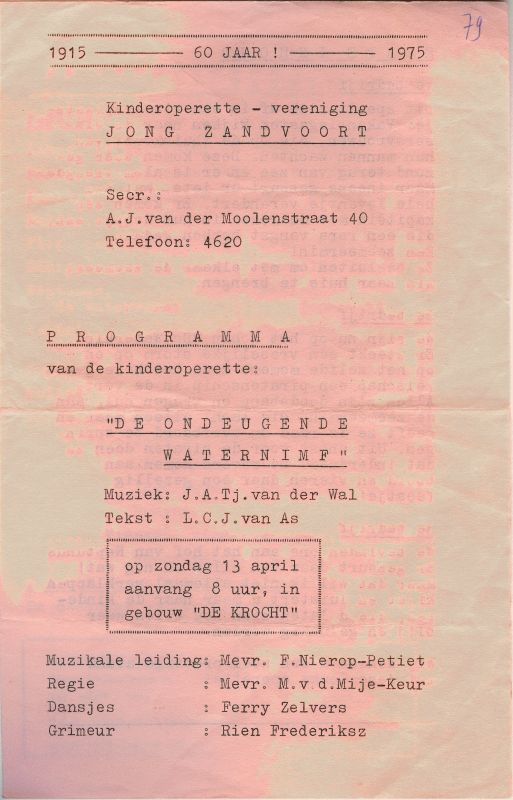 79
1915 ——— 60 JAAR ! ——— 1975
Kinderoperette - vereniging
JONG ZANDVOORT
Secr.:
A.J.van der Moolenstraat 40
Telefoon: 4620
PROGRAMMA
van de kinderoperette:
"DE ONDEUGENDE
WATERNIMF"
Muziek: J.A.Tj.van der Wal
Tekst : L.C.J.van As
op zondag 13 april
aanvang 8 uur, in
gebouw "DE KROCHT"
Muzikale leiding: Mevr. F.Nierop-Petiet
Regie : Mevr. M.v.d.Mije-Keur
Dansjes : Ferry Zelvers
Grimeur : Rien Frederiksz